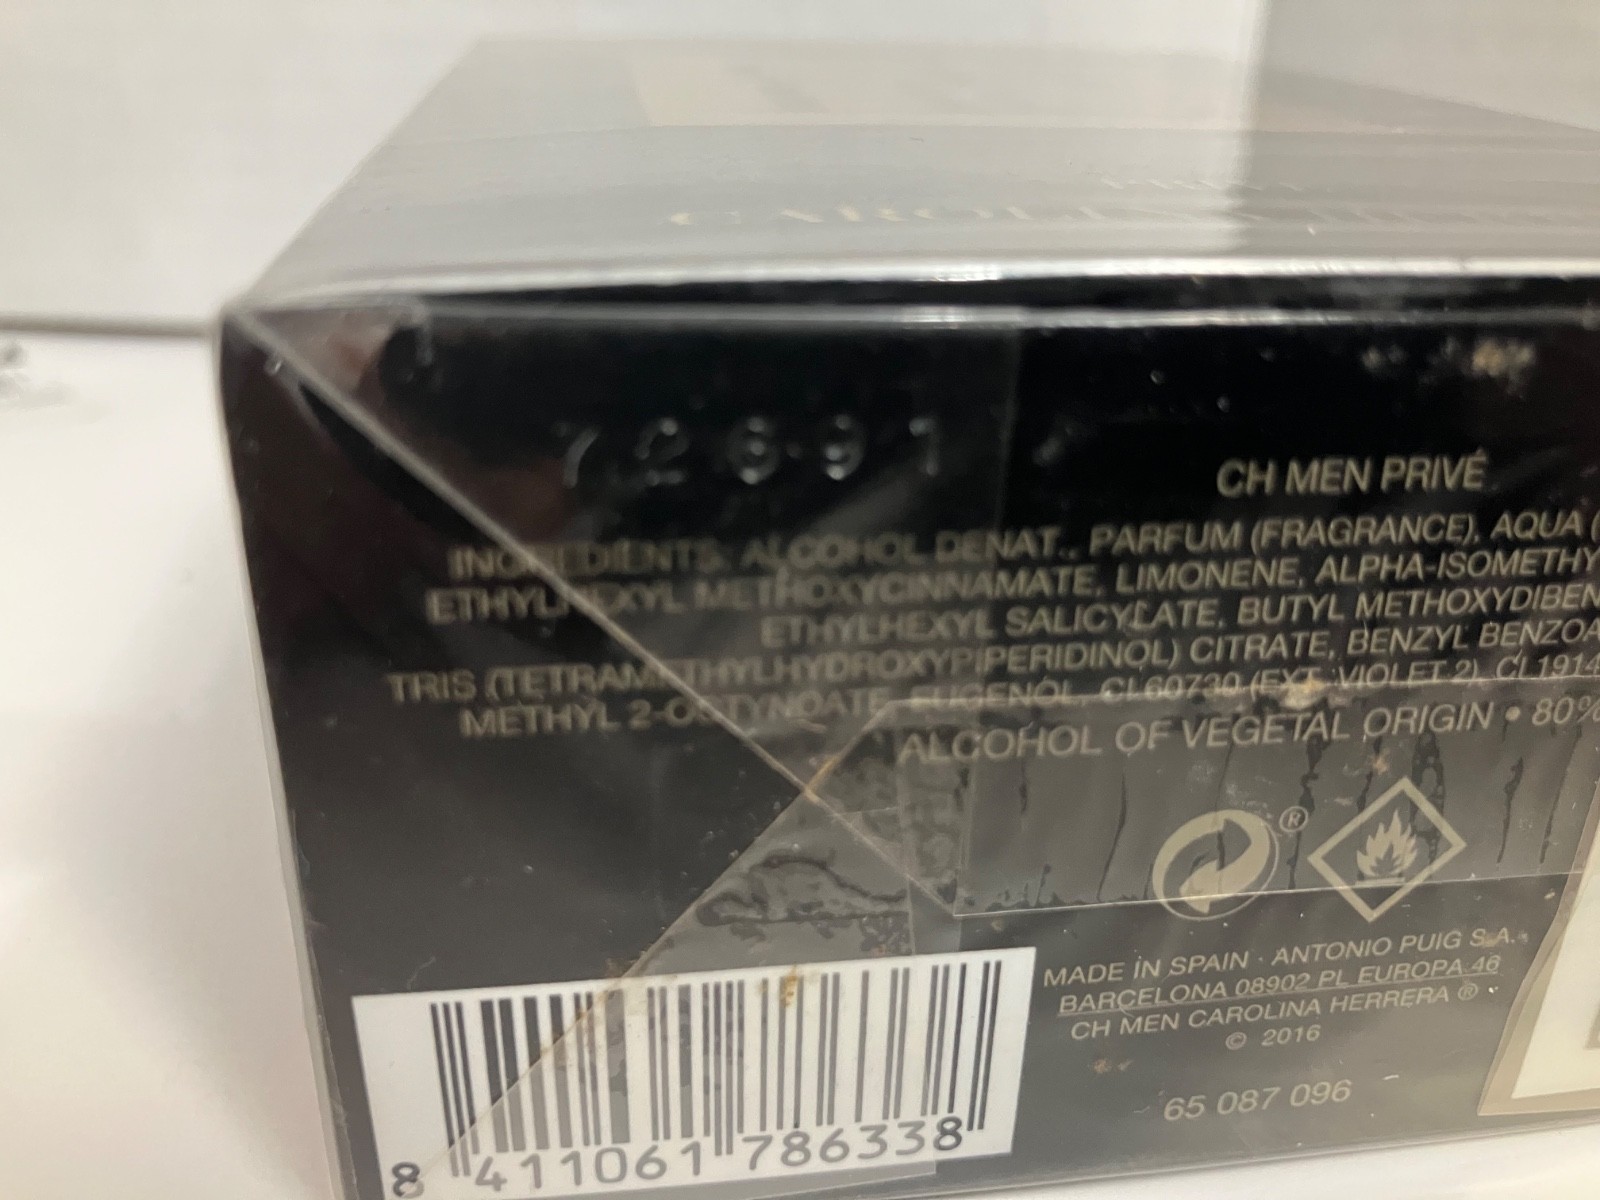 CAROLINA HE
72691
CH MEN PRIVÉ
INGREDIENTS: ALCOHOL DENAT., PARFUM (FRAGRANCE), AQUA (
ETHYLHEXYL METHOXYCINNAMATE, LIMONENE, ALPHA-ISOMETHY
ETHYLHEXYL SALICYLATE, BUTYL METHOXYDIBEN
TRIS (TETRAMETHYLHYDROXYPIPERIDINOL) CITRATE, BENZYL BENZOA
METHYL 2-OCTYNOATE, EUGENOL, CI 60730 (EXT. VIOLET 2), CI 1914
ALCOHOL OF VEGETAL ORIGIN • 80%
®
MADE IN SPAIN · ANTONIO PUIG S.A.
BARCELONA 08902 PL EUROPA 46
CH MEN CAROLINA HERRERA ®
© 2016
65 087 096
8 411061 786338